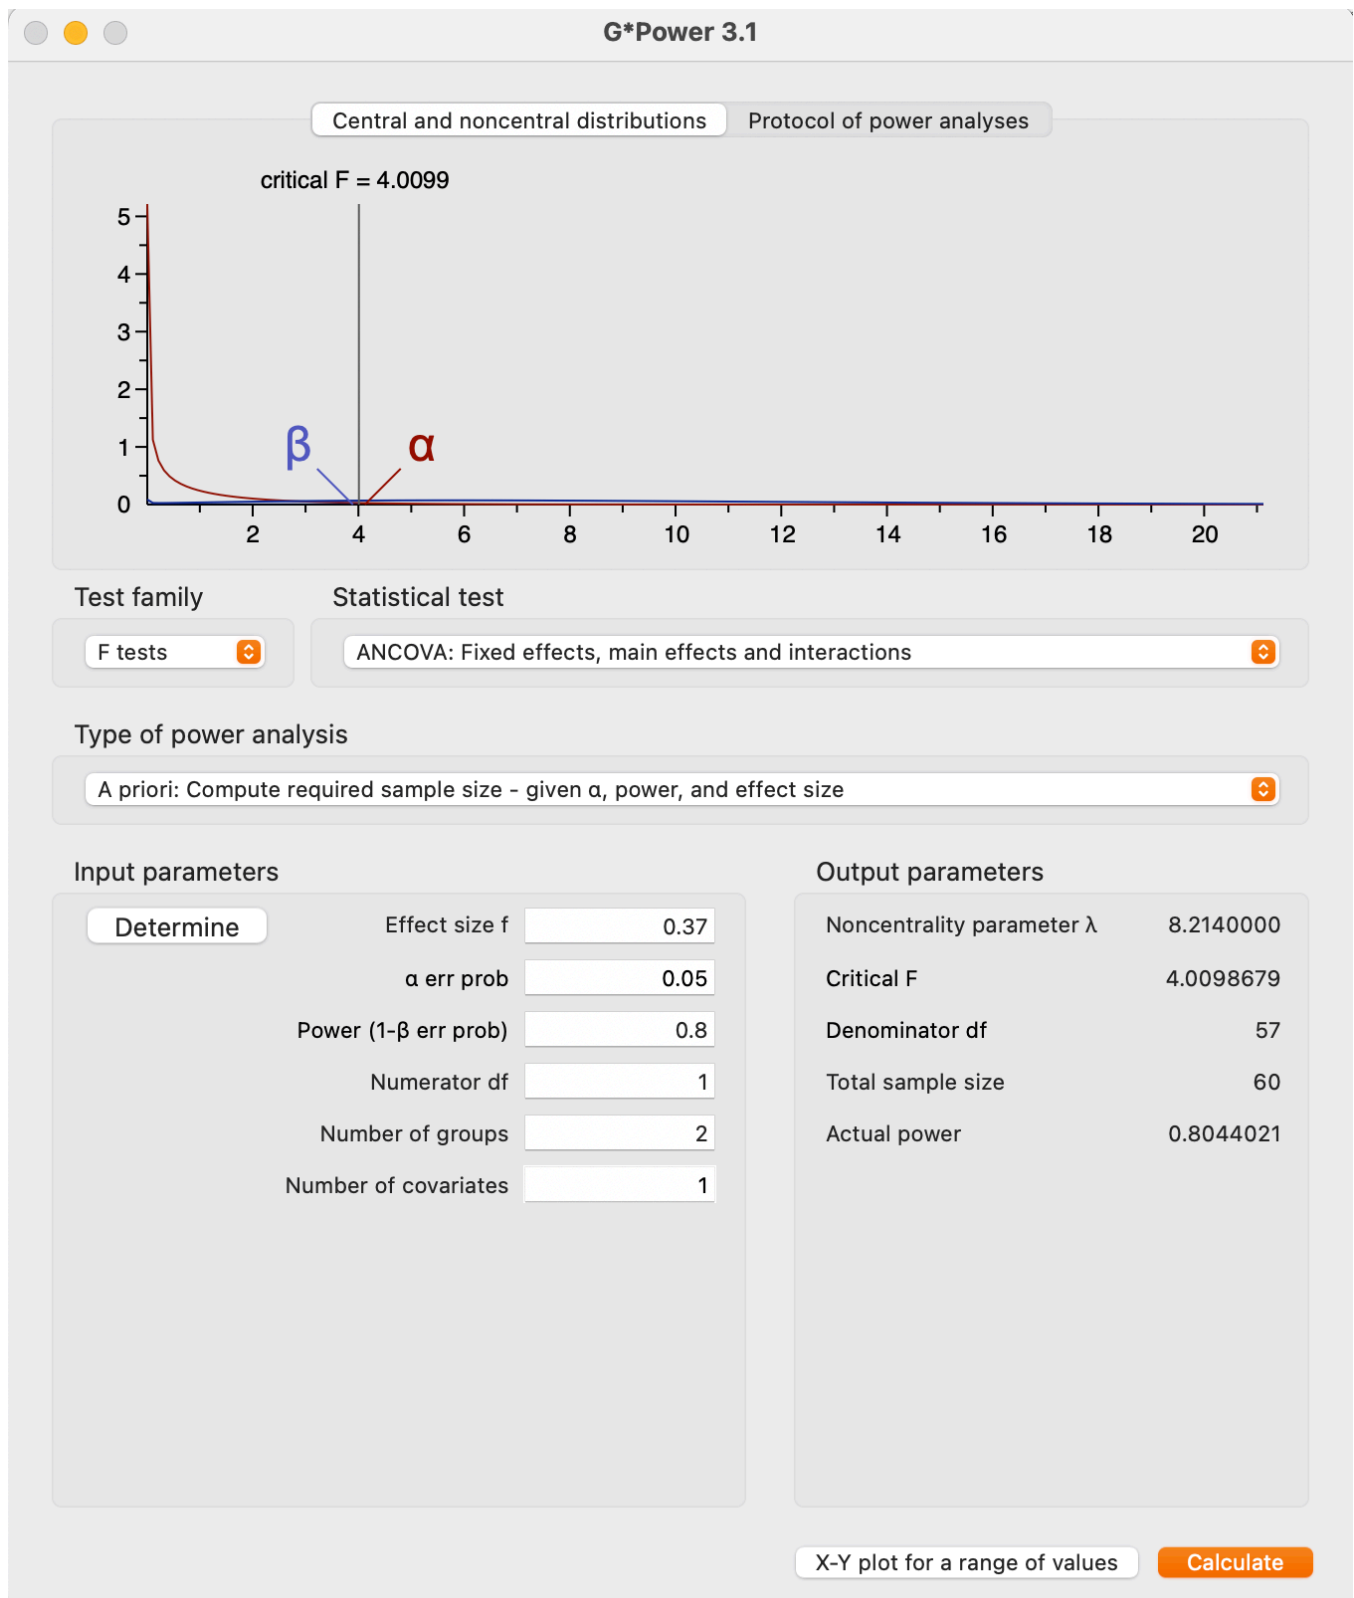 G*Power 3.1
Central and noncentral distributions Protocol of power analyses
critical F = 4.0099
5
4
3
2
1
0
β α
2 4 6 8 10 12 14 16 18 20
Test family Statistical test
F tests ANCOVA: Fixed effects, main effects and interactions
Type of power analysis
A priori: Compute required sample size - given α, power, and effect size
Input parameters Output parameters
Determine Effect size f 0.37 Noncentrality parameter λ 8.2140000
α err prob 0.05 Critical F 4.0098679
Power (1-β err prob) 0.8 Denominator df 57
Numerator df 1 Total sample size 60
Number of groups 2 Actual power 0.8044021
Number of covariates 1
X-Y plot for a range of values Calculate